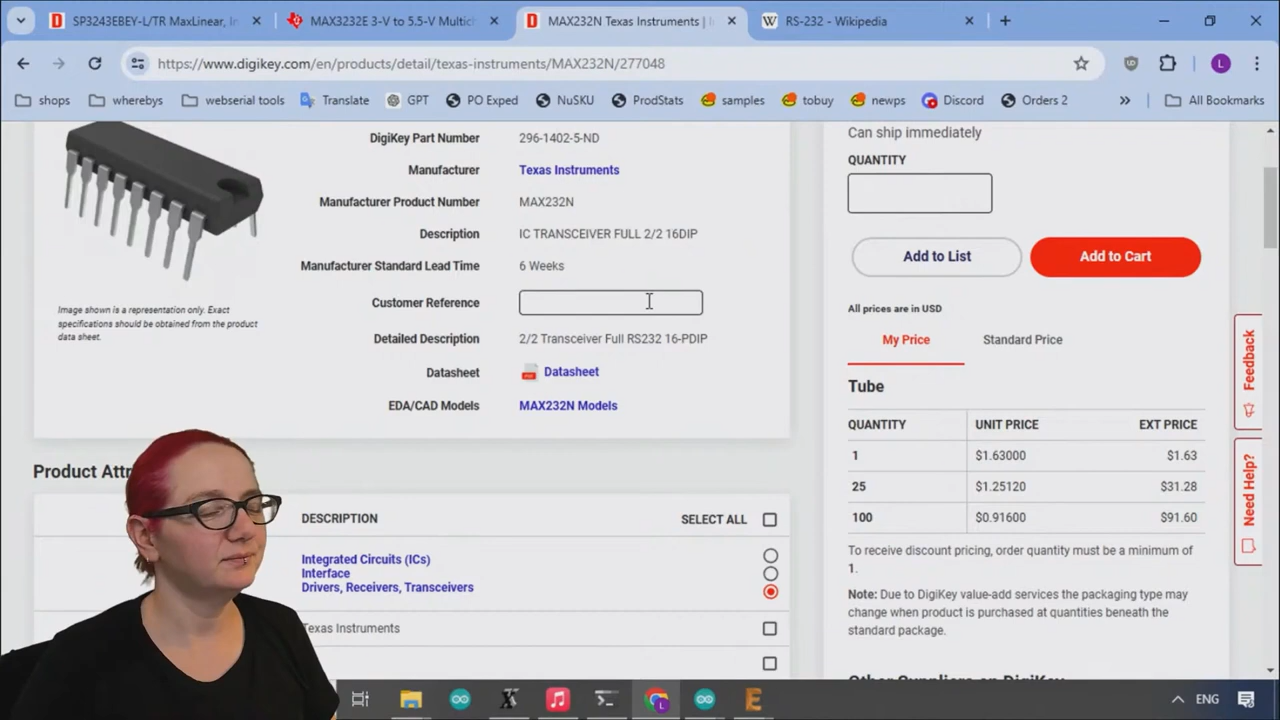 SP3243EBEY-L/TR MaxLinear, In
MAX3232E 3-V to 5.5-V Multich
MAX232N Texas Instruments | I
RS-232 - Wikipedia
https://www.digikey.com/en/products/detail/texas-instruments/MAX232N/277048
L
shops
whereby's
webserial tools
Translate
GPT
PO Exped
NuSKU
ProdStats
samples
tobuy
newps
Discord
Orders 2
All Bookmarks
DigiKey Part Number 296-1402-5-ND
Manufacturer Texas Instruments
Manufacturer Product Number MAX232N
Description IC TRANSCEIVER FULL 2/2 16DIP
Manufacturer Standard Lead Time 6 Weeks
Customer Reference
Detailed Description 2/2 Transceiver Full RS232 16-PDIP
Datasheet Datasheet
EDA/CAD Models MAX232N Models
Image shown is a representation only. Exact
specifications should be obtained from the product
data sheet.
Product Attr
DESCRIPTION SELECT ALL
Integrated Circuits (ICs)
Interface
Drivers, Receivers, Transceivers
Texas Instruments
Can ship immediately
QUANTITY
Add to List Add to Cart
All prices are in USD
My Price Standard Price
Tube
QUANTITY UNIT PRICE EXT PRICE
1 $1.63000 $1.63
25 $1.25120 $31.28
100 $0.91600 $91.60
To receive discount pricing, order quantity must be a minimum of
1.
Note: Due to DigiKey value-add services the packaging type may
change when product is purchased at quantities beneath the
standard package.
Other Suppliers on DigiKey
Feedback
Need Help?
ENG